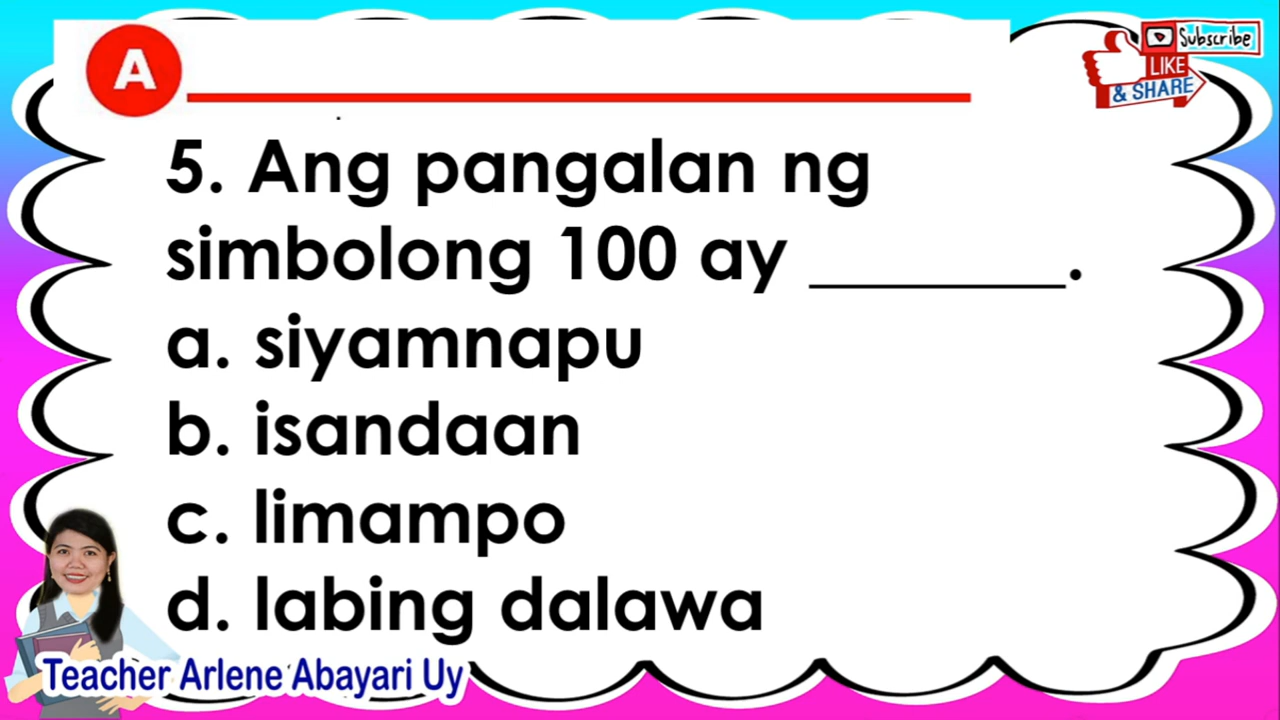 A
Subscribe
LIKE
& SHARE
5. Ang pangalan ng
simbolong 100 ay ________.
a. siyamnapu
b. isandaan
c. limampo
d. labing dalawa
Teacher Arlene Abayari Uy